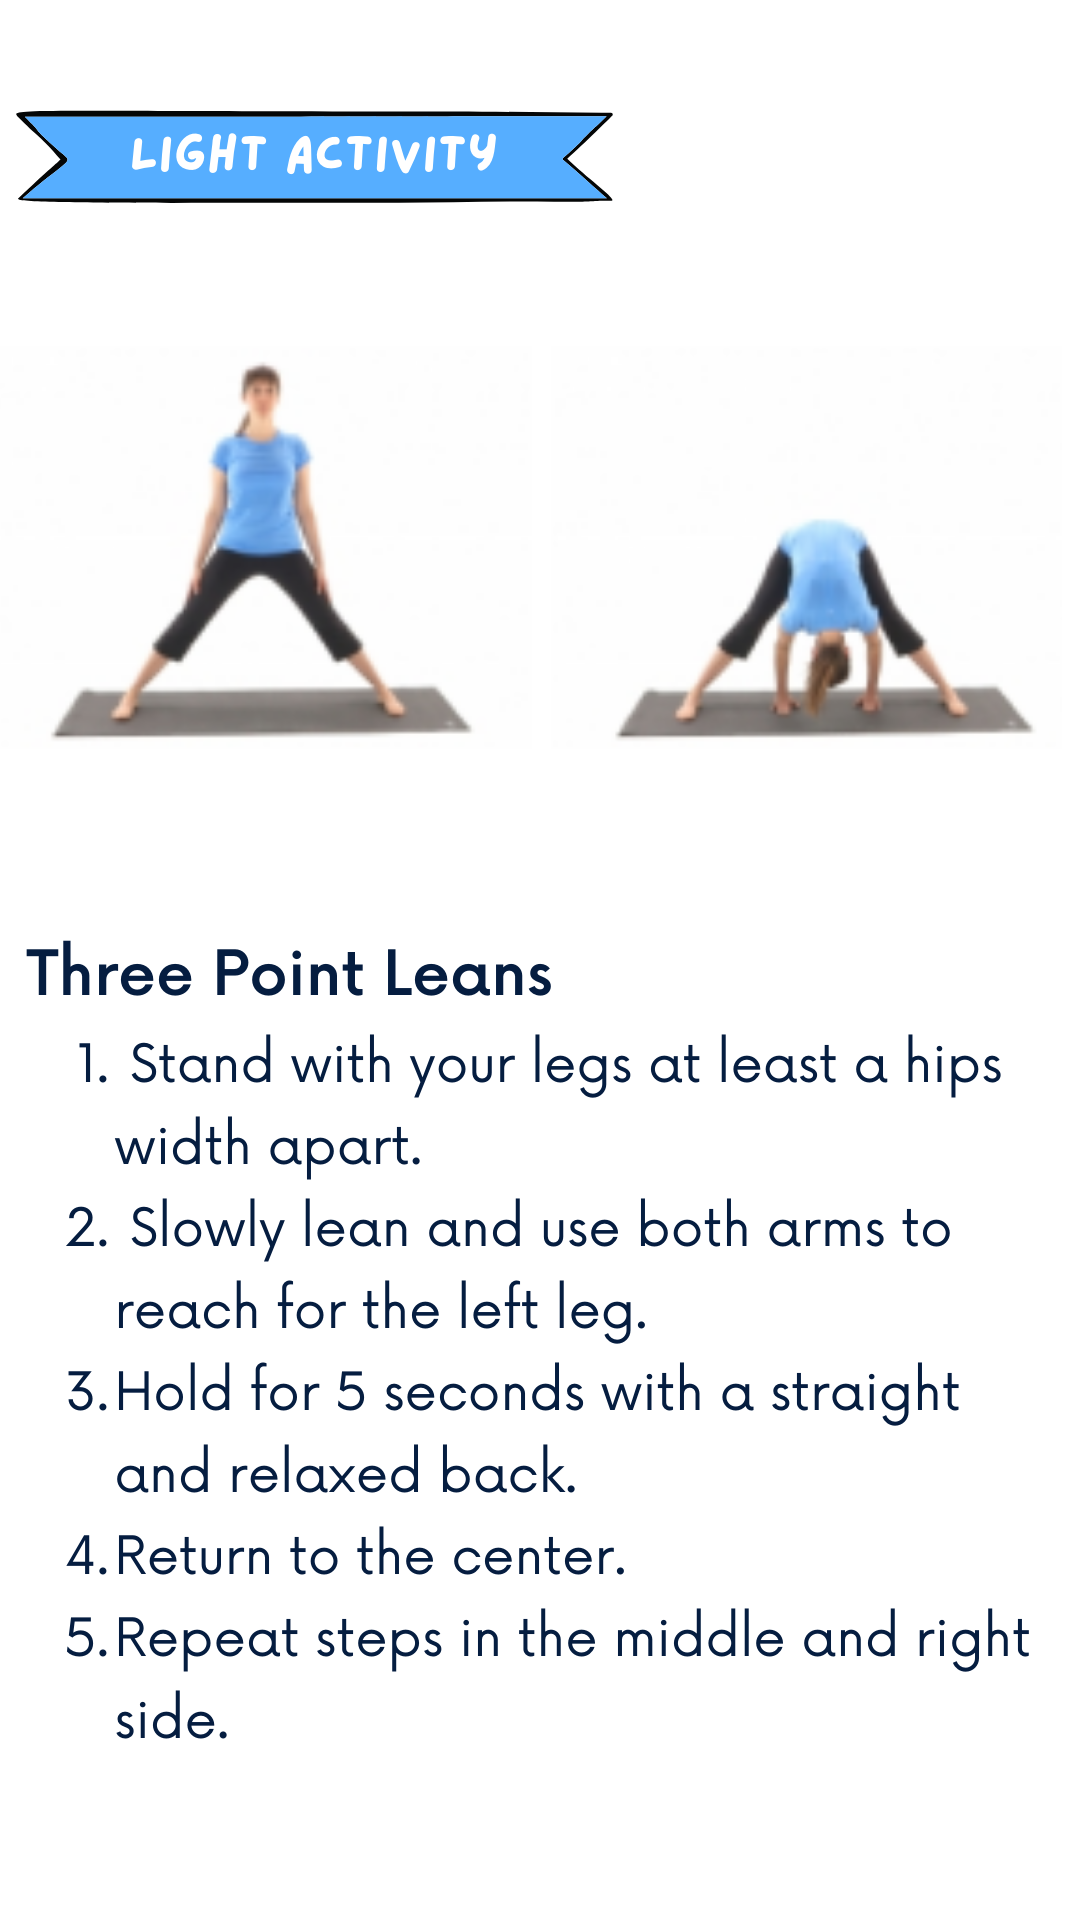 LIGHT ACTIVITY
Three Point Leans
1. Stand with your legs at least a hips
width apart.
2. Slowly lean and use both arms to
reach for the left leg.
3. Hold for 5 seconds with a straight
and relaxed back.
4. Return to the center.
5. Repeat steps in the middle and right
side.